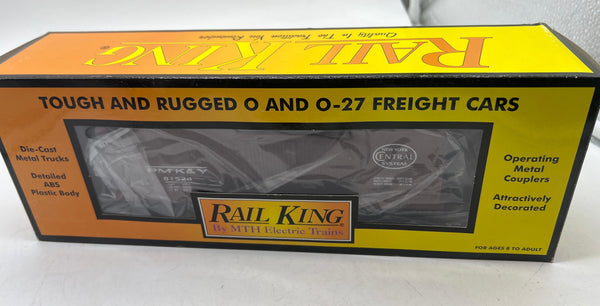 RAIL KING®
Quality In The Tradition You Remember
TOUGH AND RUGGED O AND O-27 FREIGHT CARS
Die-Cast
Metal Trucks
Detailed
ABS
Plastic Body
PMK&Y
81524
NEW YORK
CENTRAL
SYSTEM
Operating
Metal
Couplers
Attractively
Decorated
RAIL KING®
By MTH Electric Trains
FOR AGES 8 TO ADULT